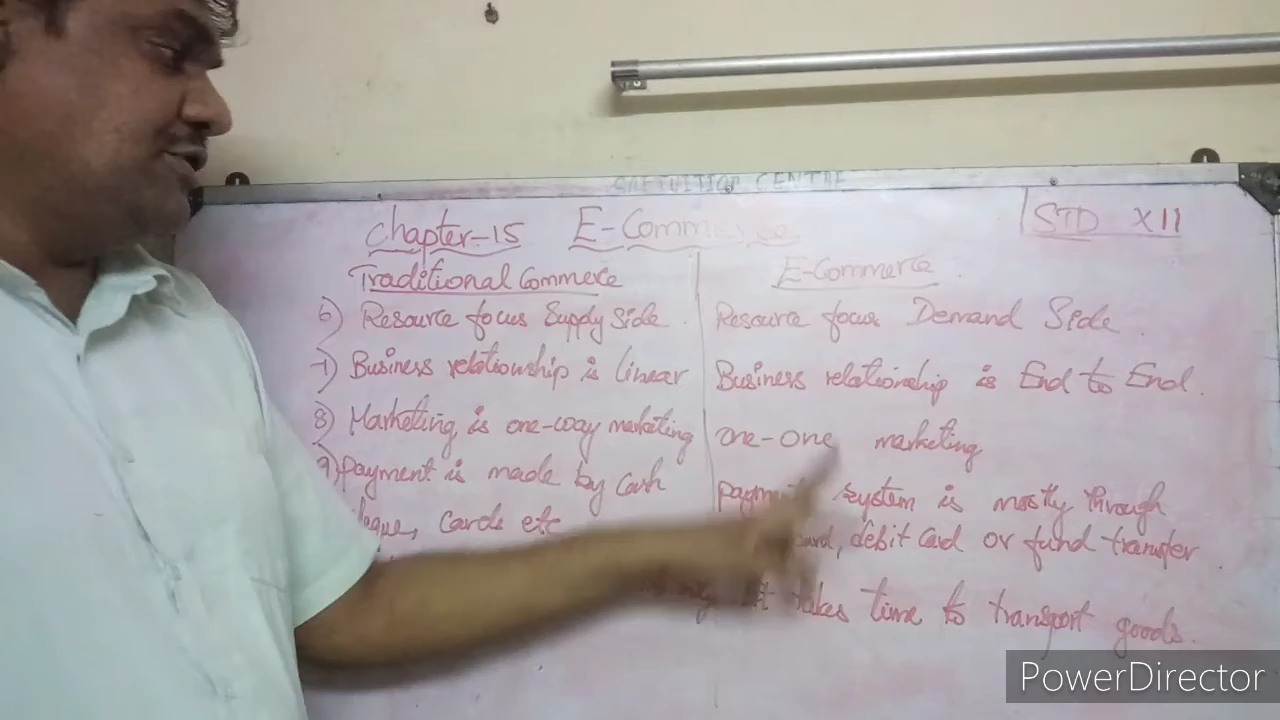 TUITION CENTRE
Chapter-15 E-Commerce STD XII
Traditional Commerce E-Commerce
6) Resource focus Supply Side Resource focus Demand Side
7) Business relationship is linear Business relationship is End to End.
8) Marketing is one-way marketing one-one marketing
9) payment is made by cash payment system is mostly through
cards etc debit card or fund transfer
takes time to transport goods.
PowerDirector